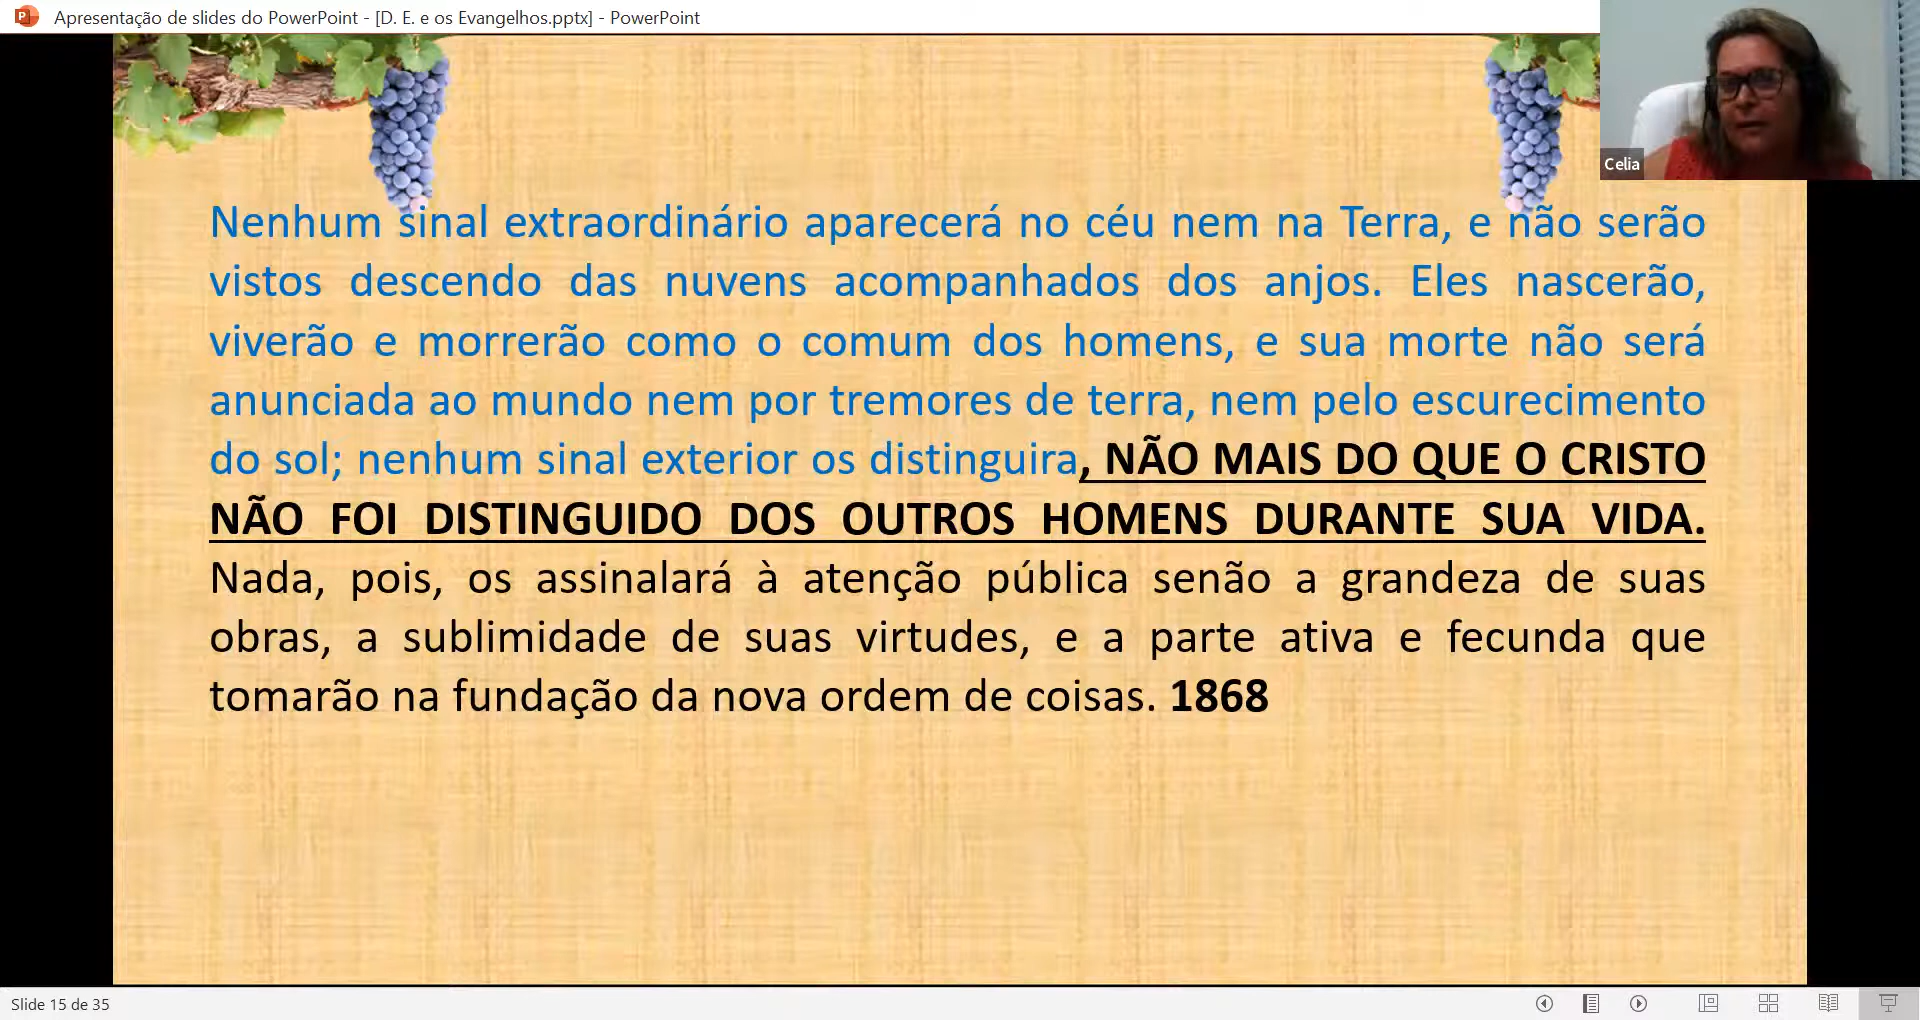 Apresentação de slides do PowerPoint - [D. E. e os Evangelhos.pptx] - PowerPoint
Celia
Nenhum sinal extraordinário aparecerá no céu nem na Terra, e não serão
vistos descendo das nuvens acompanhados dos anjos. Eles nascerão,
viverão e morrerão como o comum dos homens, e sua morte não será
anunciada ao mundo nem por tremores de terra, nem pelo escurecimento
do sol; nenhum sinal exterior os distinguira, NÃO MAIS DO QUE O CRISTO
NÃO FOI DISTINGUIDO DOS OUTROS HOMENS DURANTE SUA VIDA.
Nada, pois, os assinalará à atenção pública senão a grandeza de suas
obras, a sublimidade de suas virtudes, e a parte ativa e fecunda que
tomarão na fundação da nova ordem de coisas. 1868
Slide 15 de 35